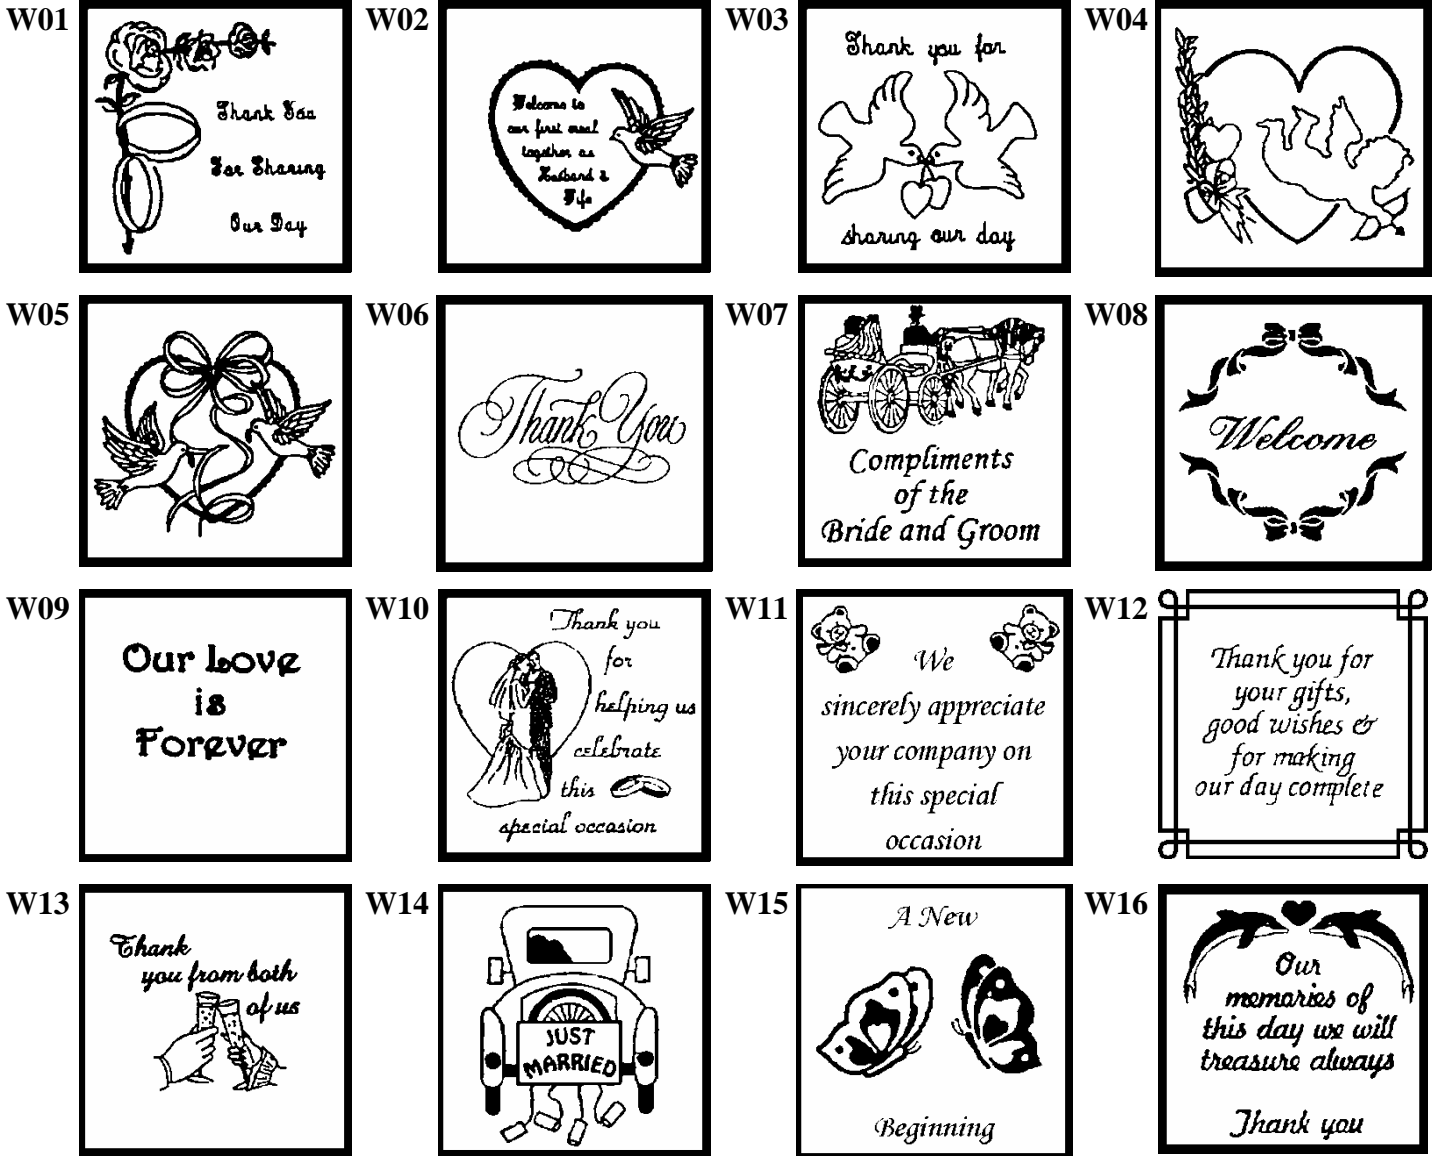 W01
Thank You
For Sharing
Our Day
W02
Welcome to
our first meal
together as
Husband &
Wife
W03
Thank you for
sharing our day
W04
W05
W06
Thank You
W07
Compliments
of the
Bride and Groom
W08
Welcome
W09
Our Love
is
Forever
W10
Thank you
for
helping us
celebrate
this
special occasion
W11
We
sincerely appreciate
your company on
this special
occasion
W12
Thank you for
your gifts,
good wishes &
for making
our day complete
W13
Thank
you from both
of us
W14
JUST
MARRIED
W15
A New
Beginning
W16
Our
memories of
this day we will
treasure always
Thank you